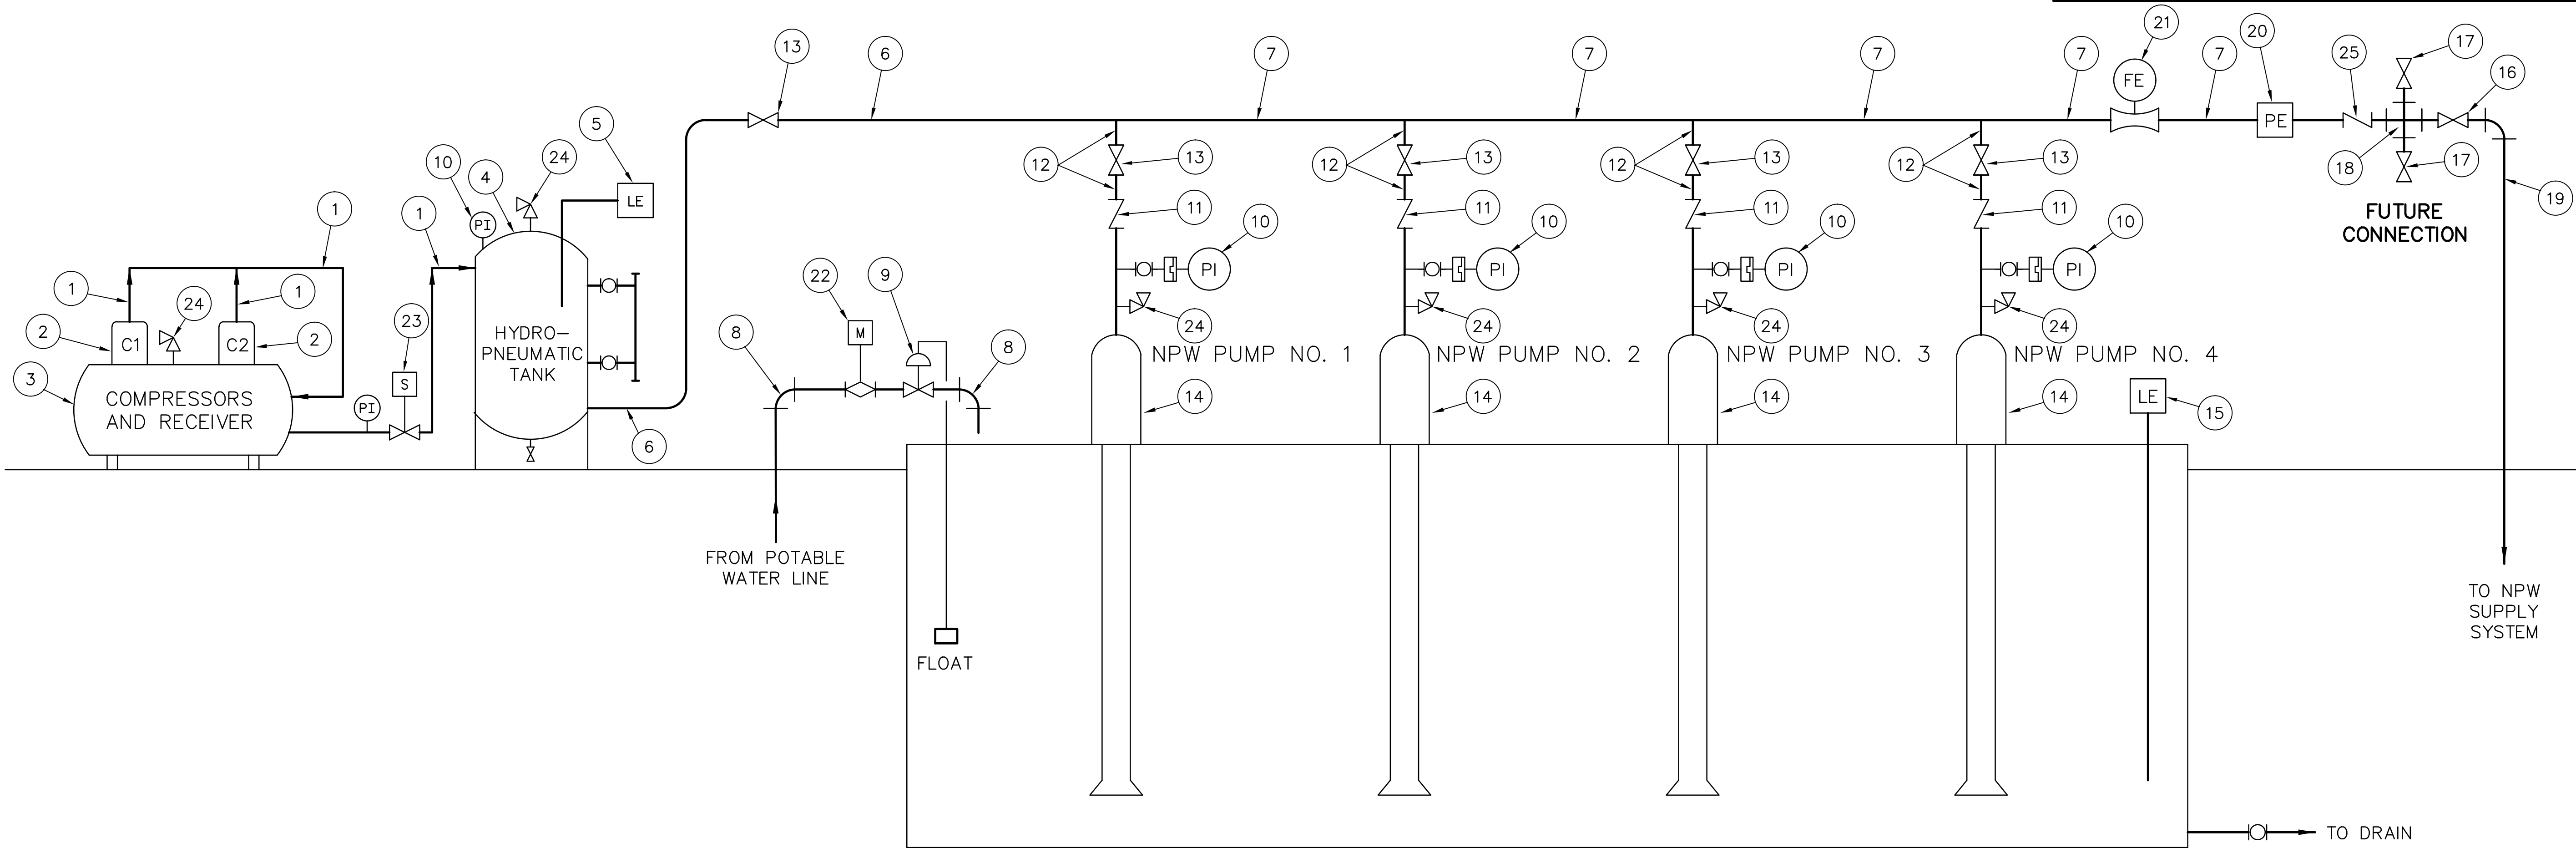 21
13
6
7
7
7
7
7
20
25
17
16
FE
PE
5
24
10
4
LE
PI
12
13
12
13
12
13
12
13
18
17
19
1
1
11
11
11
11
FUTURE
CONNECTION
10
10
10
10
PI
PI
PI
PI
1
24
1
23
22
9
HYDRO-
PNEUMATIC
TANK
24
24
24
24
2
C1
C2
2
8
M
8
NPW PUMP NO. 1
NPW PUMP NO. 2
NPW PUMP NO. 3
NPW PUMP NO. 4
3
S
COMPRESSORS
AND RECEIVER
PI
14
14
14
14
LE
15
8
6
FROM POTABLE
WATER LINE
TO NPW
SUPPLY
SYSTEM
FLOAT
TO DRAIN